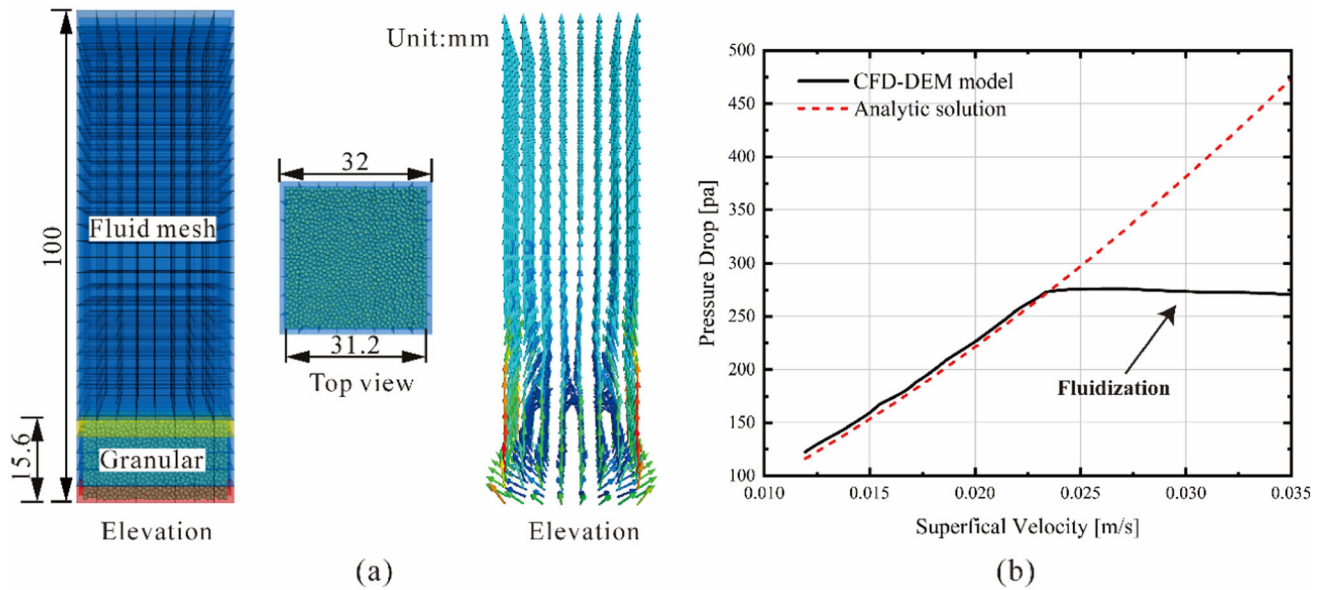 Unit:mm
100
Fluid mesh
15.6
Granular
Elevation
32
31.2
Top view
Elevation
(a)
500
450
400
350
300
250
200
150
100
Pressure Drop [pa]
CFD-DEM model
Analytic solution
Fluidization
0.010
0.015
0.020
0.025
0.030
0.035
Superfical Velocity [m/s]
(b)